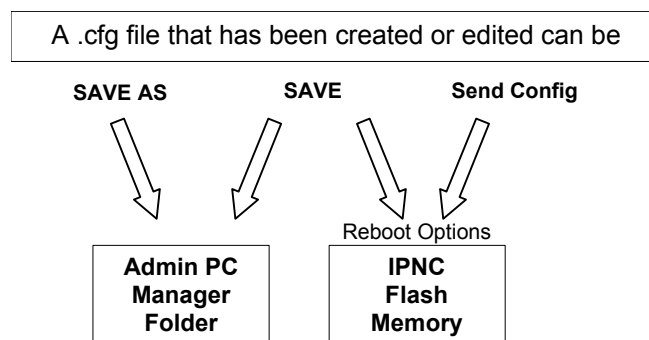 A .cfg file that has been created or edited can be
SAVE AS SAVE Send Config
Reboot Options
Admin PC
Manager
Folder
IPNC
Flash
Memory